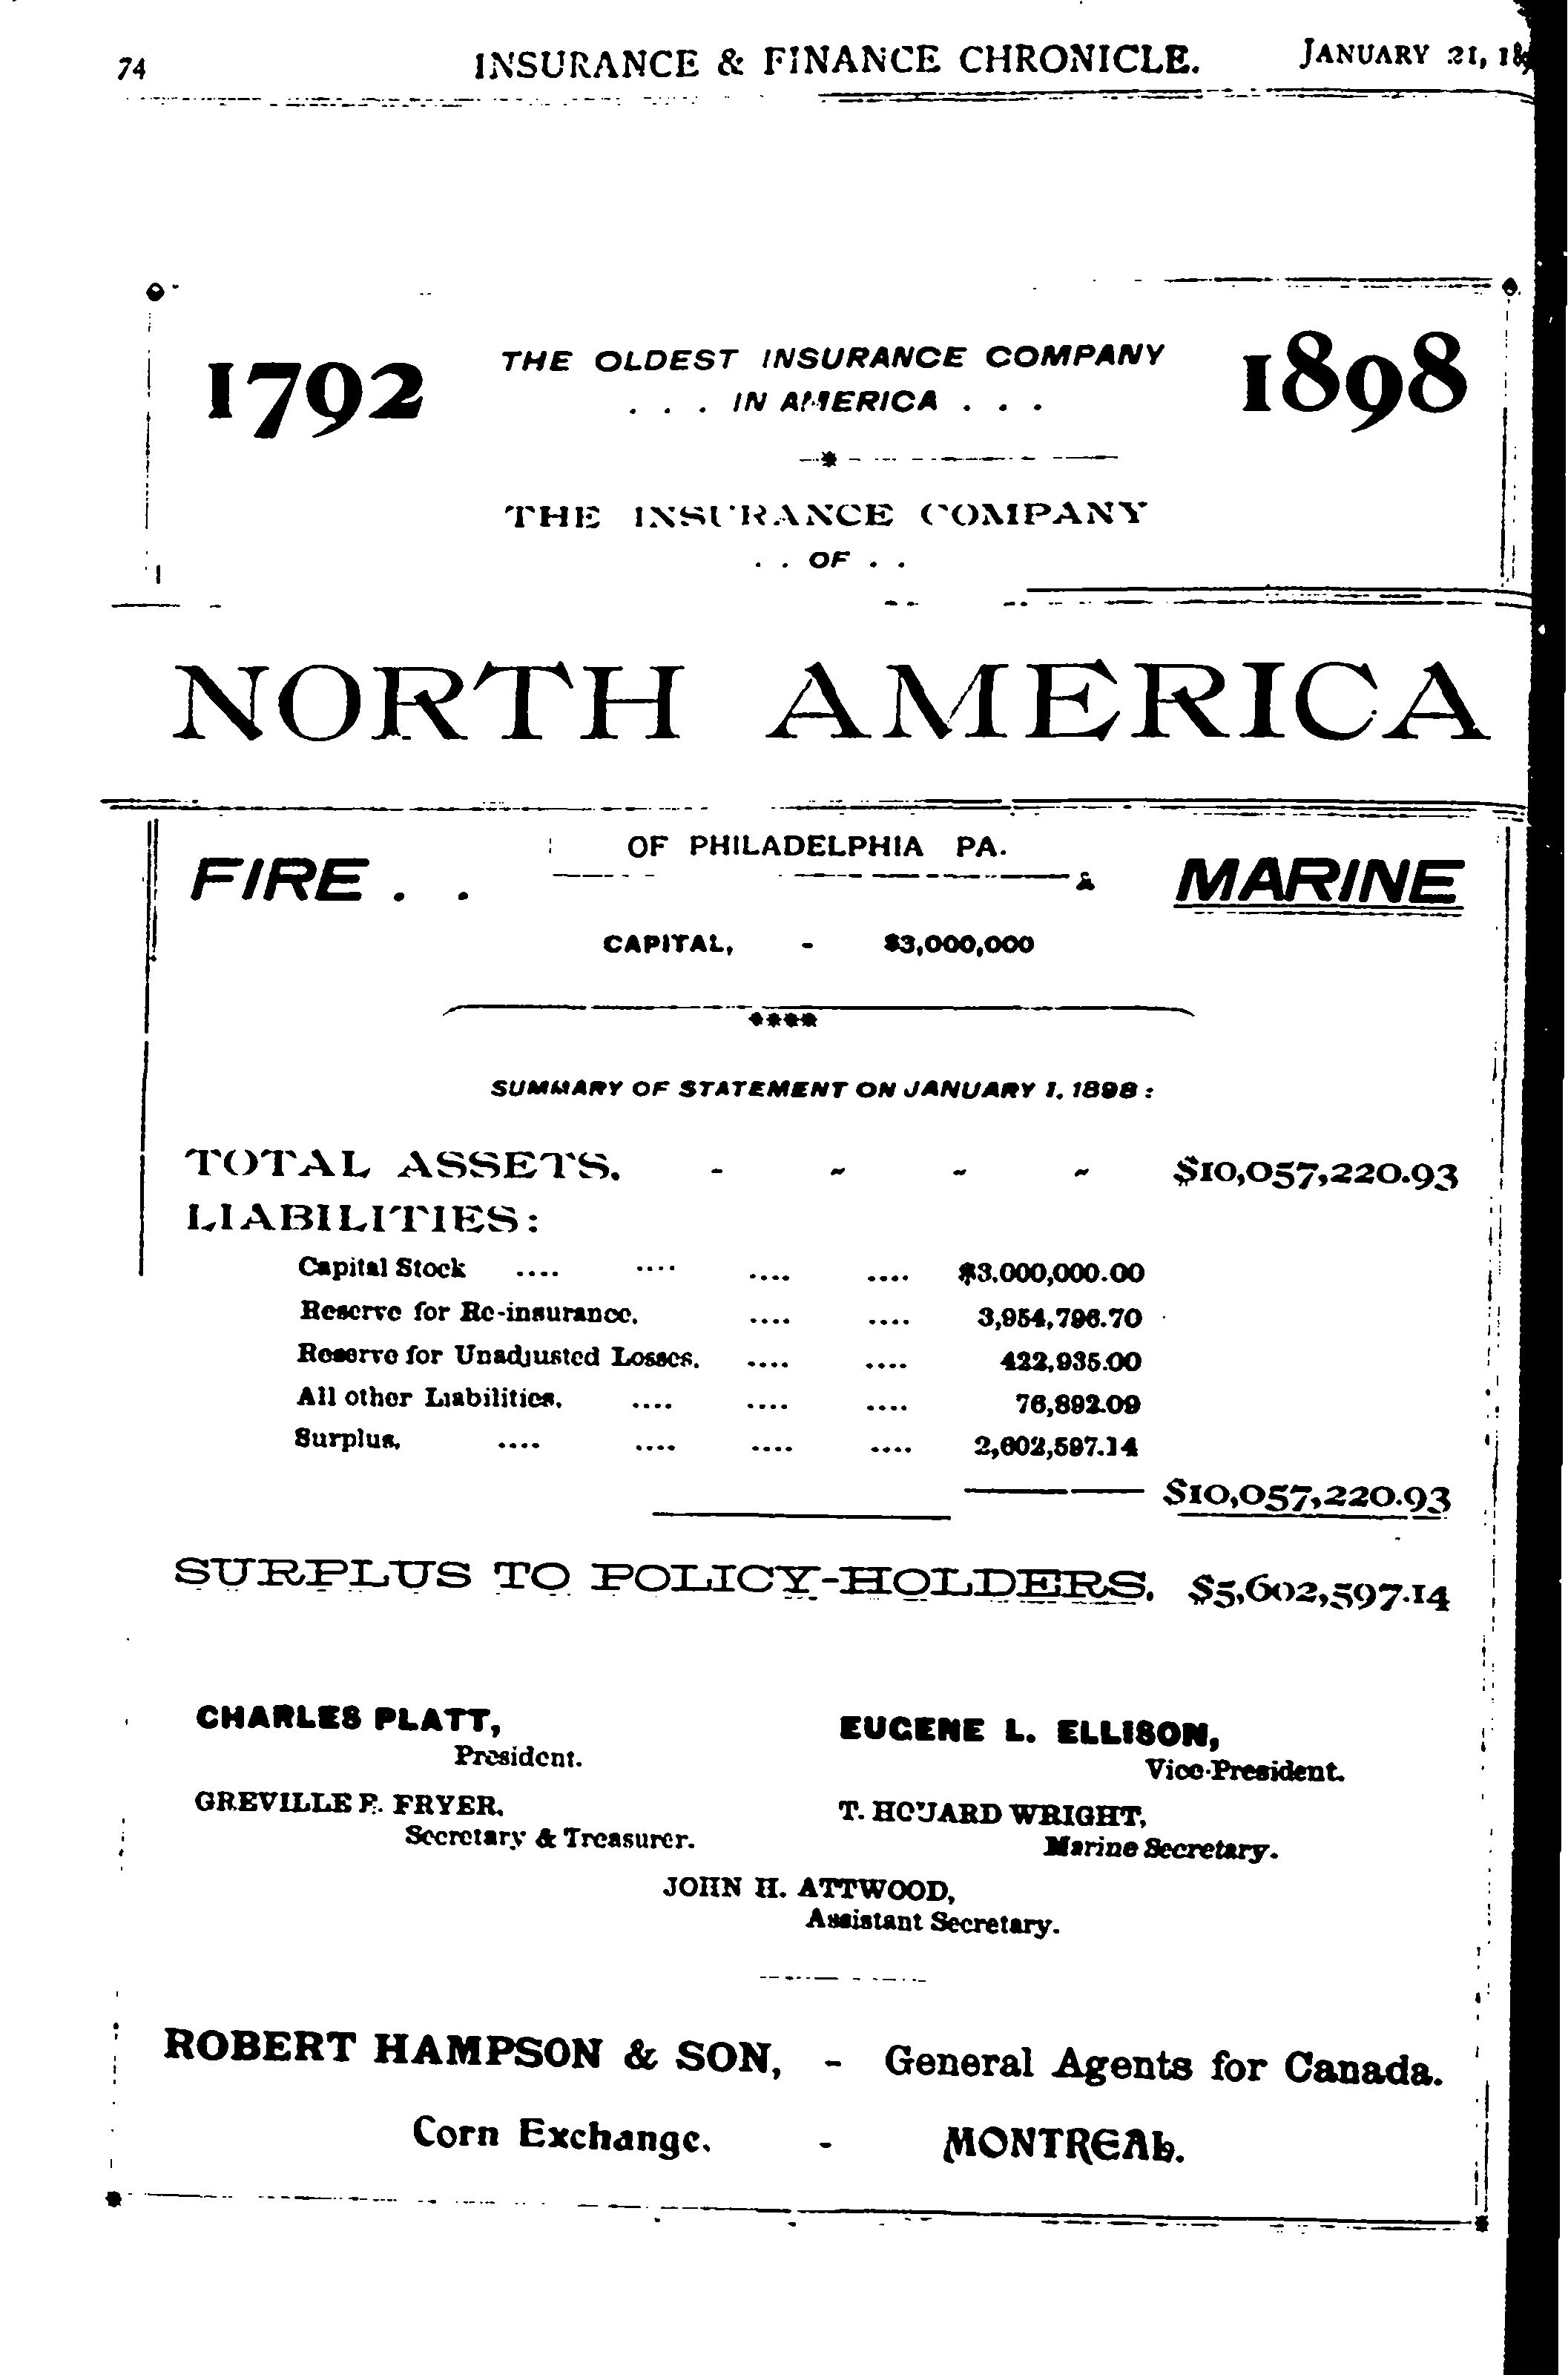 74 INSURANCE & FINANCE CHRONICLE. JANUARY 21,
1792 THE OLDEST INSURANCE COMPANY 1898
. . . IN AMERICA . . .
THE INSURANCE COMPANY
. . OF . .
NORTH AMERICA
OF PHILADELPHIA PA.
FIRE . . & MARINE
CAPITAL, - $3,000,000
SUMMARY OF STATEMENT ON JANUARY 1, 1898:
TOTAL ASSETS. - - - - $10,057,220.93
LIABILITIES:
Capital Stock .... .... .... .... $3,000,000.00
Reserve for Re-insurance. .... .... 3,954,796.70
Reserve for Unadjusted Losses. .... .... 422,935.00
All other Liabilities. .... .... .... 76,892.09
Surplus. .... .... .... .... 2,602,597.14
$10,057,220.93
SURPLUS TO POLICY-HOLDERS. $5,602,597.14
CHARLES PLATT,
President.
EUGENE L. ELLISON,
Vice-President.
GREVILLE FRYER.
Secretary & Treasurer.
T. HOUARD WRIGHT,
Marine Secretary.
JOHN H. ATTWOOD,
Assistant Secretary.
ROBERT HAMPSON & SON, - General Agents for Canada.
Corn Exchange. - MONTREAL.